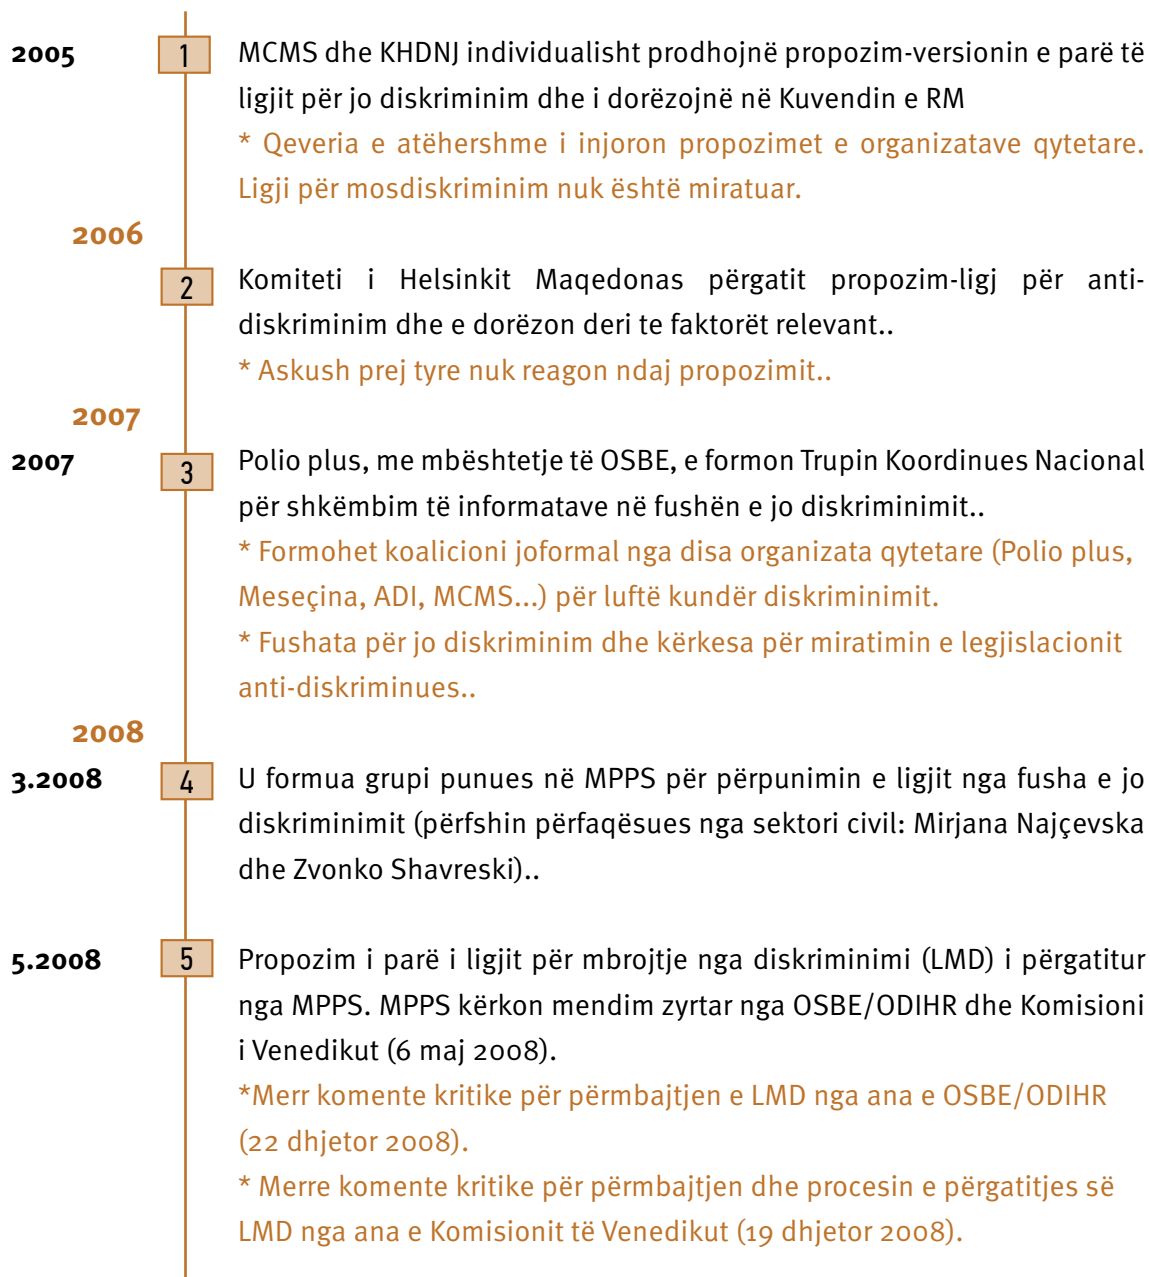 2005 1 MCMS dhe KHDNJ individualisht prodhojnë propozim-versionin e parë të
ligjit për jo diskriminim dhe i dorëzojnë në Kuvendin e RM
* Qeveria e atëhershme i injoron propozimet e organizatave qytetare.
Ligji për mosdiskriminim nuk është miratuar.
2006
2 Komiteti i Helsinkit Maqedonas përgatit propozim-ligj për anti-
diskriminim dhe e dorëzon deri te faktorët relevant..
* Askush prej tyre nuk reagon ndaj propozimit..
2007
2007 3 Polio plus, me mbështetje të OSBE, e formon Trupin Koordinues Nacional
për shkëmbim të informatave në fushën e jo diskriminimit..
* Formohet koalicioni joformal nga disa organizata qytetare (Polio plus,
Meseçina, ADI, MCMS...) për luftë kundër diskriminimit.
* Fushata për jo diskriminim dhe kërkesa për miratimin e legjislacionit
anti-diskriminues..
2008
3.2008 4 U formua grupi punues në MPPS për përpunimin e ligjit nga fusha e jo
diskriminimit (përfshin përfaqësues nga sektori civil: Mirjana Najçevska
dhe Zvonko Shavreski)..
5.2008 5 Propozim i parë i ligjit për mbrojtje nga diskriminimi (LMD) i përgatitur
nga MPPS. MPPS kërkon mendim zyrtar nga OSBE/ODIHR dhe Komisioni
i Venedikut (6 maj 2008).
*Merr komente kritike për përmbajtjen e LMD nga ana e OSBE/ODIHR
(22 dhjetor 2008).
* Merre komente kritike për përmbajtjen dhe procesin e përgatitjes së
LMD nga ana e Komisionit të Venedikut (19 dhjetor 2008).